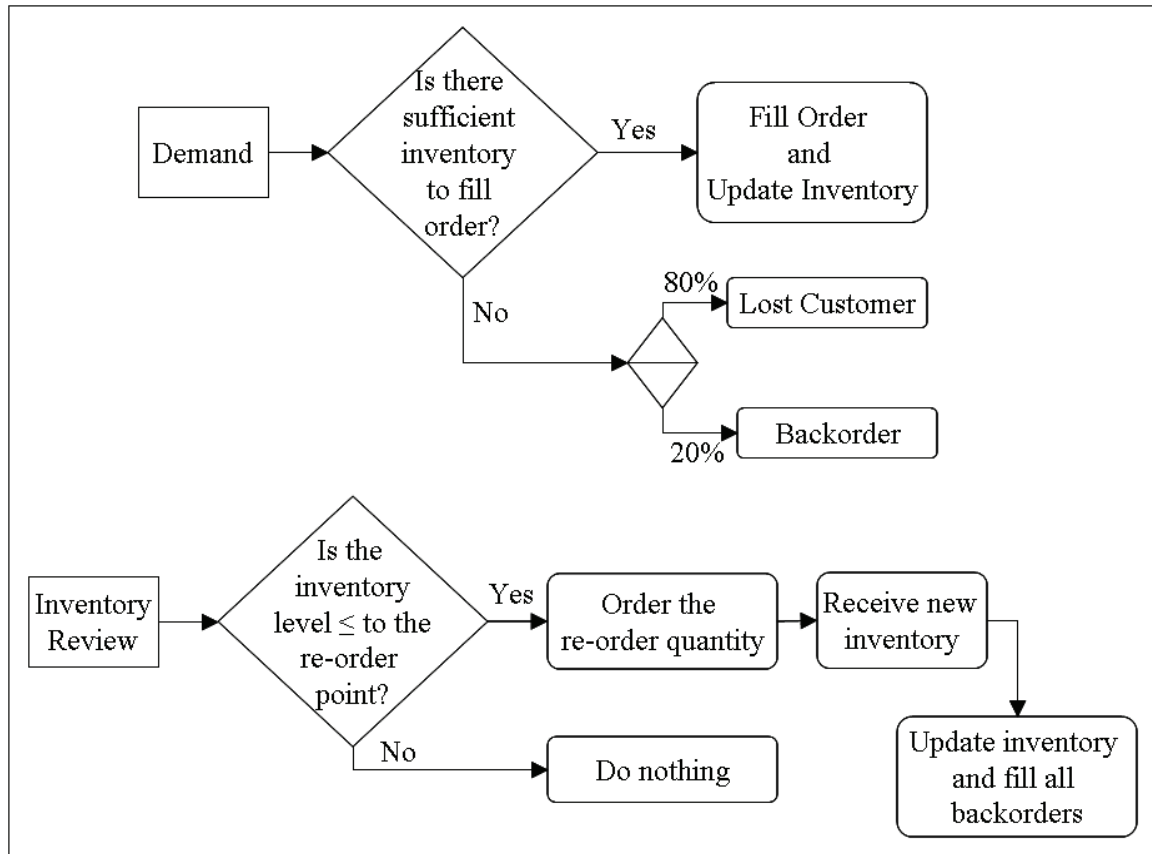 Demand
Is there
sufficient
inventory
to fill
order?
Yes
Fill Order
and
Update Inventory
No
80%
Lost Customer
20%
Backorder
Inventory
Review
Is the
inventory
level ≤ to the
re-order
point?
Yes
Order the
re-order quantity
Receive new
inventory
Update inventory
and fill all
backorders
No
Do nothing